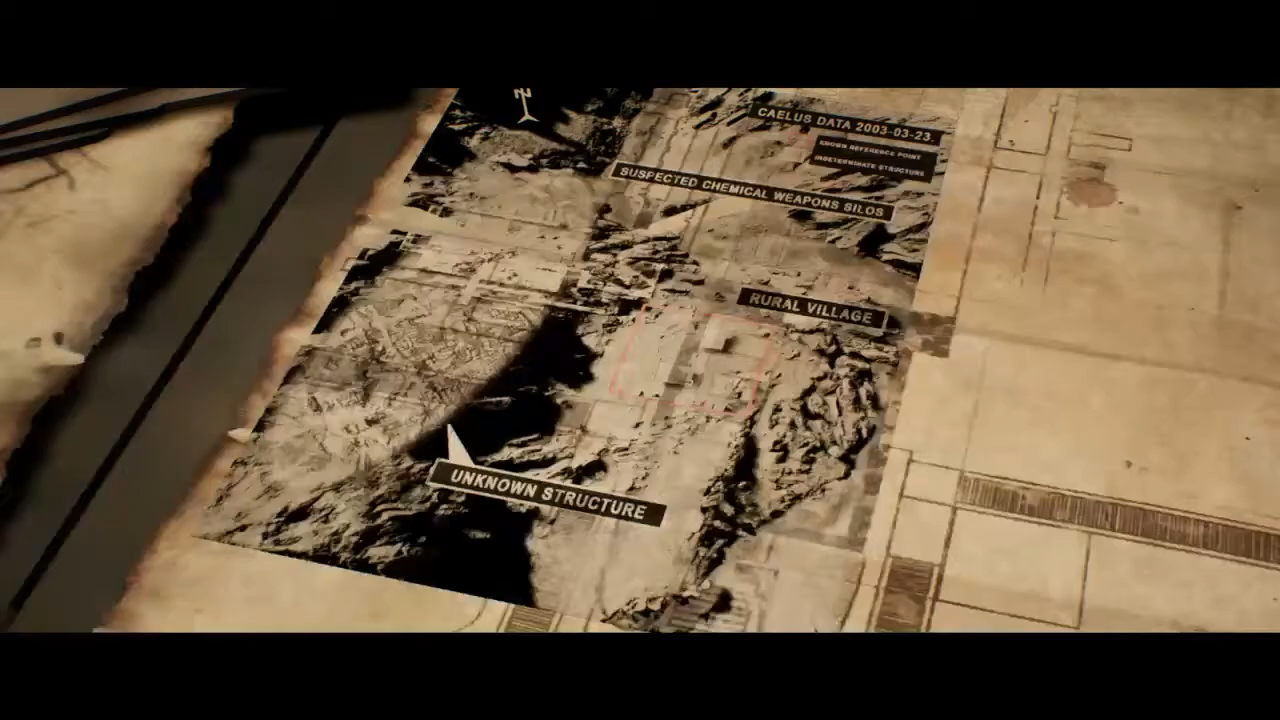 N
CAELUS DATA 2003-03-23.
KNOWN REFERENCE POINT
INDETERMINATE STRUCTURE
SUSPECTED CHEMICAL WEAPONS SILOS
RURAL VILLAGE
UNKNOWN STRUCTURE